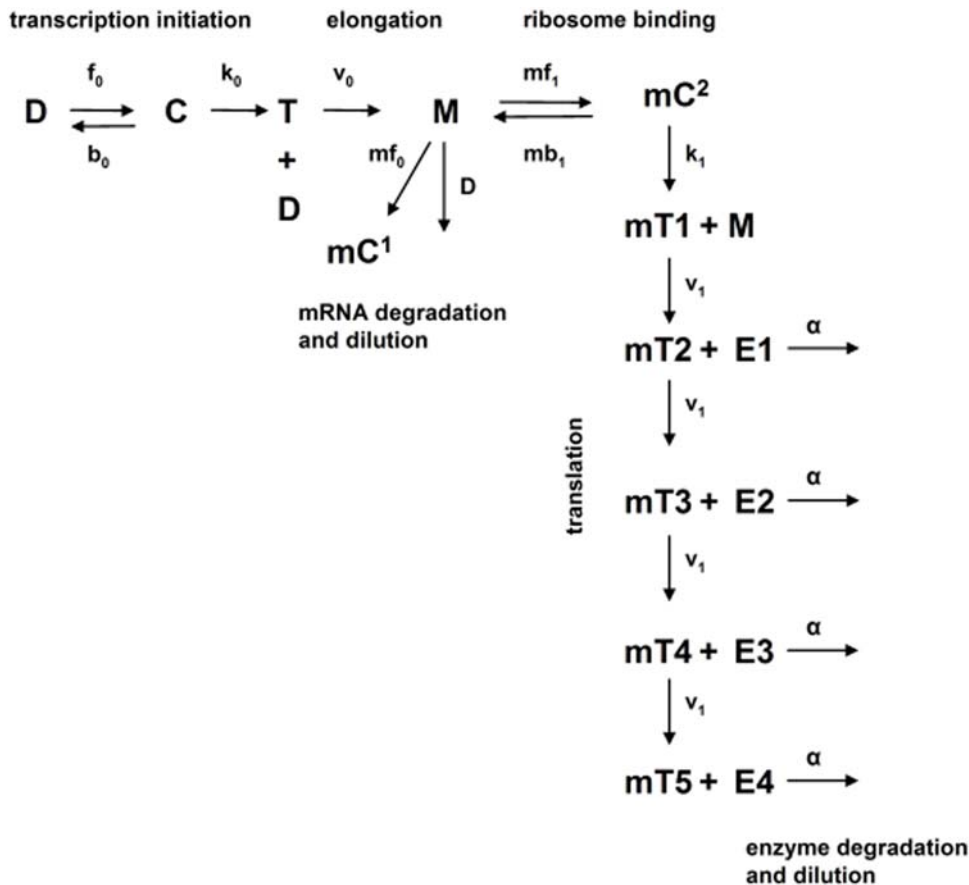 transcription initiation
elongation
ribosome binding
f₀
k₀
v₀
mf₁
D
C
T
M
mC²
b₀
mf₀
mb₁
k₁
+
D
D
mC¹
mT1 + M
mRNA degradation
and dilution
v₁
α
mT2 + E1
v₁
translation
α
mT3 + E2
v₁
α
mT4 + E3
v₁
α
mT5 + E4
enzyme degradation
and dilution